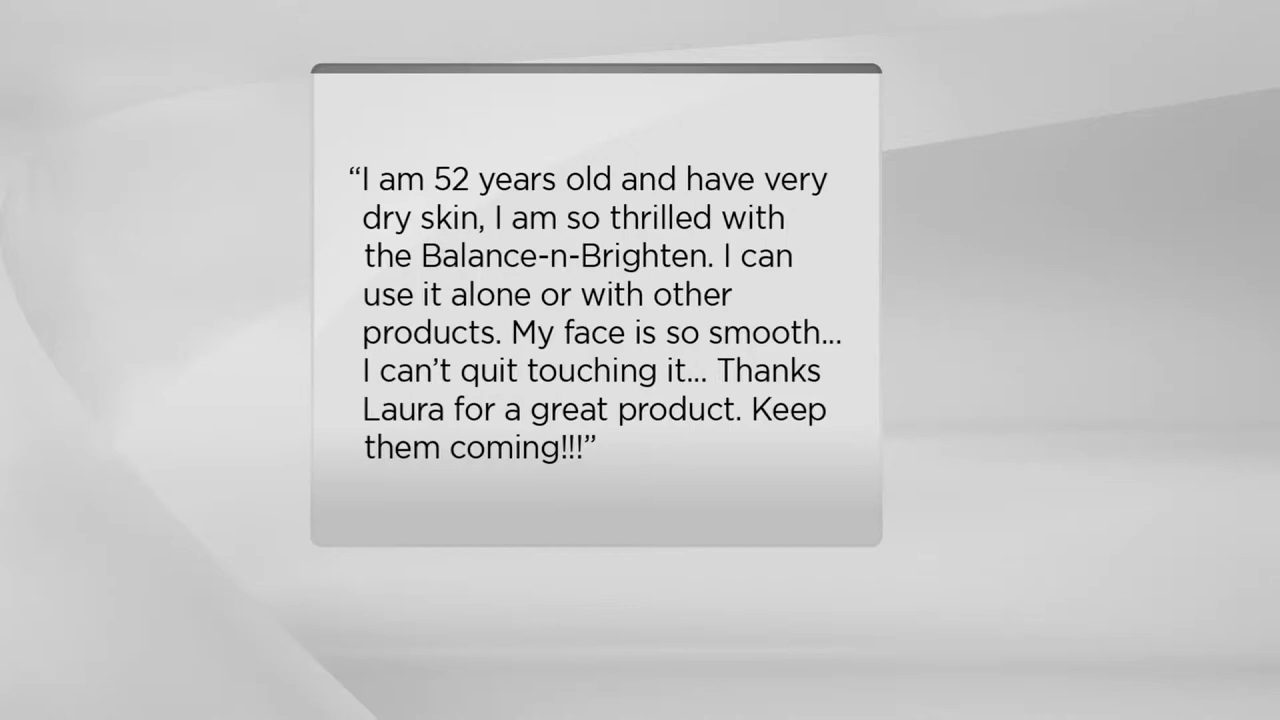 “I am 52 years old and have very
dry skin, I am so thrilled with
the Balance-n-Brighten. I can
use it alone or with other
products. My face is so smooth...
I can’t quit touching it... Thanks
Laura for a great product. Keep
them coming!!!”